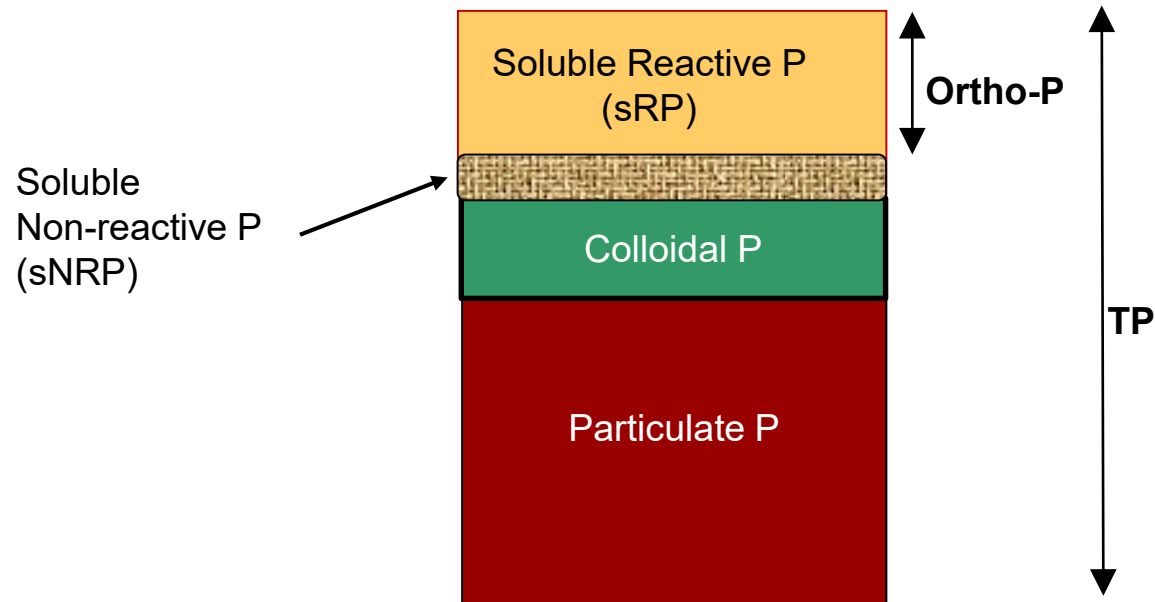 Soluble Reactive P
(sRP)
Ortho-P
Soluble
Non-reactive P
(sNRP)
Colloidal P
TP
Particulate P